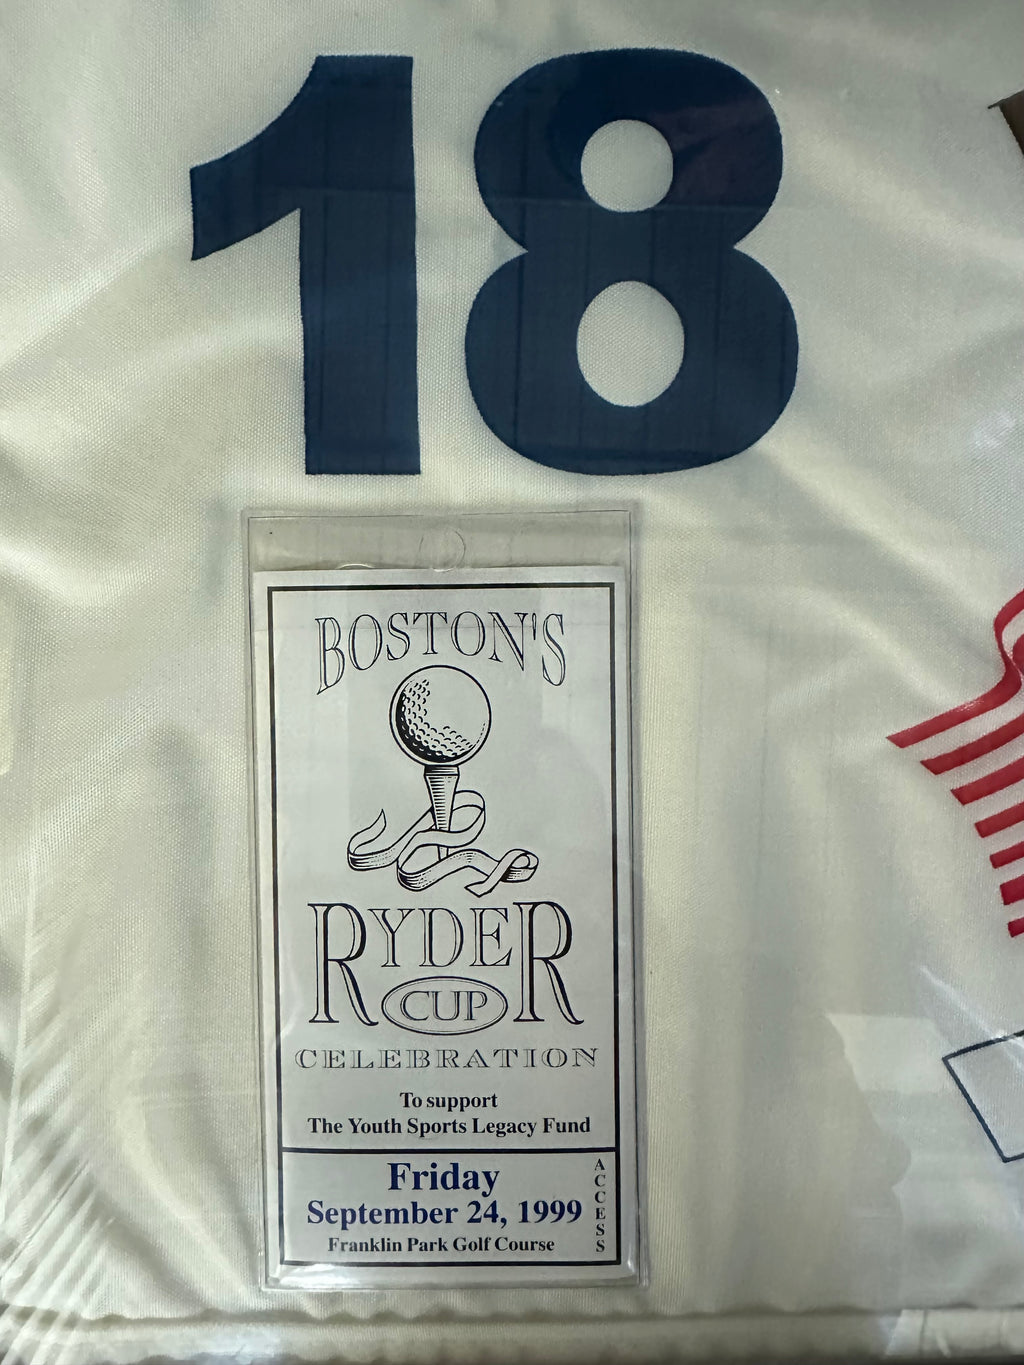 18
BOSTON'S
RYDER
CUP
CELEBRATION
To support
The Youth Sports Legacy Fund
Friday
September 24, 1999
Franklin Park Golf Course
ACCESS